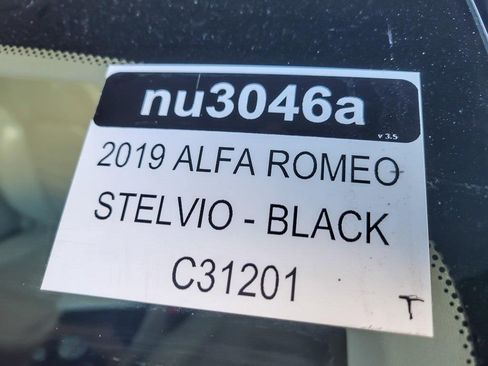 nu3046a
v 3.5
2019 ALFA ROMEO
STELVIO - BLACK
C31201
T